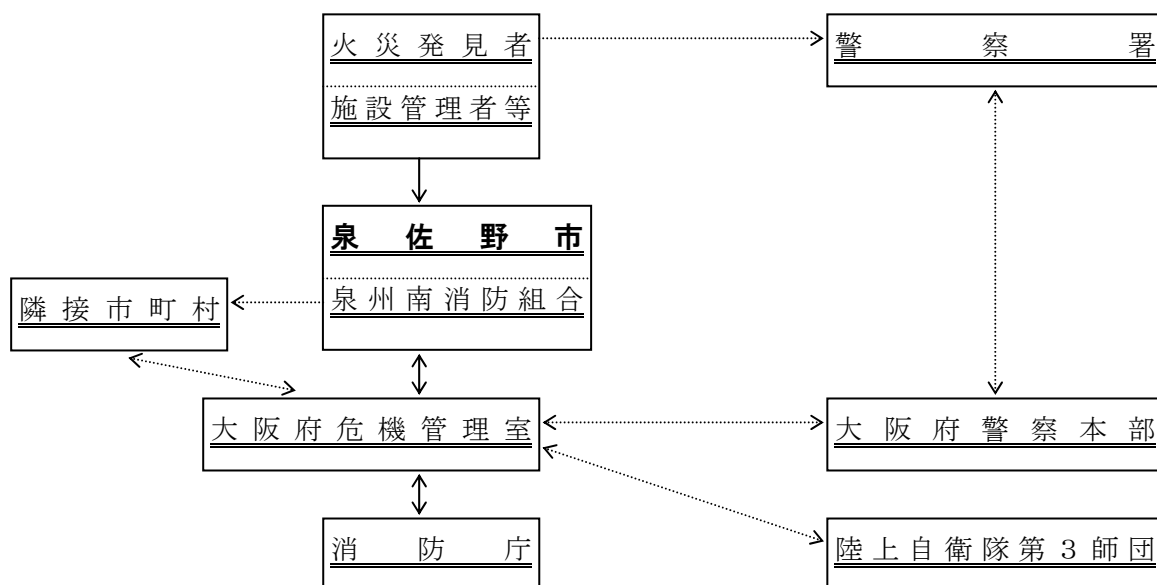 火災発見者
警察署
施設管理者等
泉佐野市
泉州南消防組合
隣接市町村
大阪府危機管理室
大阪府警察本部
消防庁
陸上自衛隊第３師団